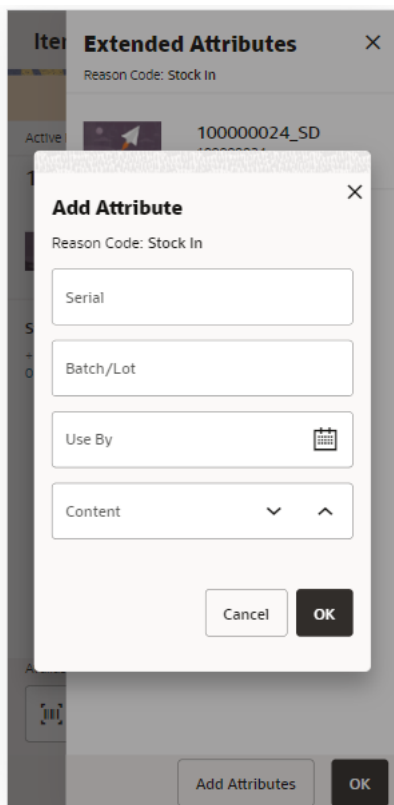 Extended Attributes
Reason Code: Stock In
Active
100000024_SD
Add Attribute
Reason Code: Stock In
Serial
Batch/Lot
Use By
Content
Cancel
OK
Add Attributes
OK